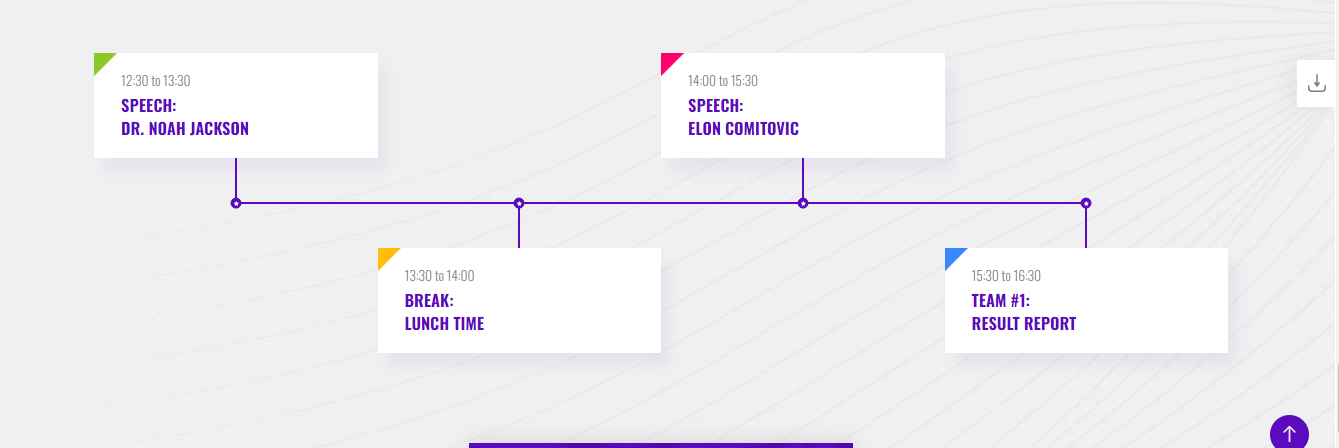 12:30 to 13:30
SPEECH:
DR. NOAH JACKSON
14:00 to 15:30
SPEECH:
ELON COMITOVIC
13:30 to 14:00
BREAK:
LUNCH TIME
15:30 to 16:30
TEAM #1:
RESULT REPORT